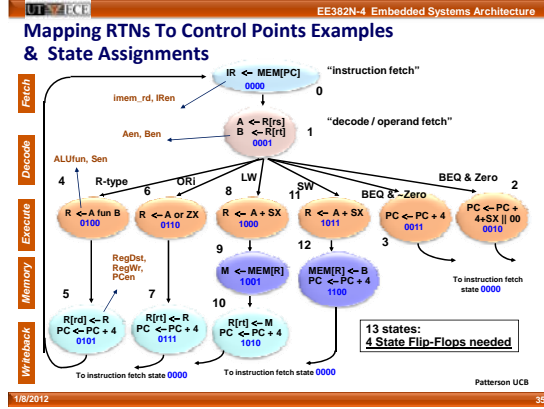 UT ECE
EE382N-4 Embedded Systems Architecture
Mapping RTNs To Control Points Examples
& State Assignments
Fetch
IR <- MEM[PC]
0000
"instruction fetch"
0
imem_rd, IRen
Decode
A <- R[rs]
B <- R[rt]
0001
1
"decode / operand fetch"
Aen, Ben
ALUfun, Sen
Execute
4
R-type
R <- A fun B
0100
6
ORi
R <- A or ZX
0110
8
LW
R <- A + SX
1000
11
SW
R <- A + SX
1011
BEQ & ~Zero
PC <- PC + 4
0011
3
BEQ & Zero
2
PC <- PC +
4+SX || 00
0010
Memory
RegDst,
RegWr,
PCen
9
M <- MEM[R]
1001
12
MEM[R] <- B
PC <- PC + 4
1100
To instruction fetch
state 0000
Writeback
5
R[rd] <- R
PC <- PC + 4
0101
7
R[rt] <- R
PC <- PC + 4
0111
10
R[rt] <- M
PC <- PC + 4
1010
13 states:
4 State Flip-Flops needed
To instruction fetch state 0000
To instruction fetch state 0000
Patterson UCB
1/8/2012
35